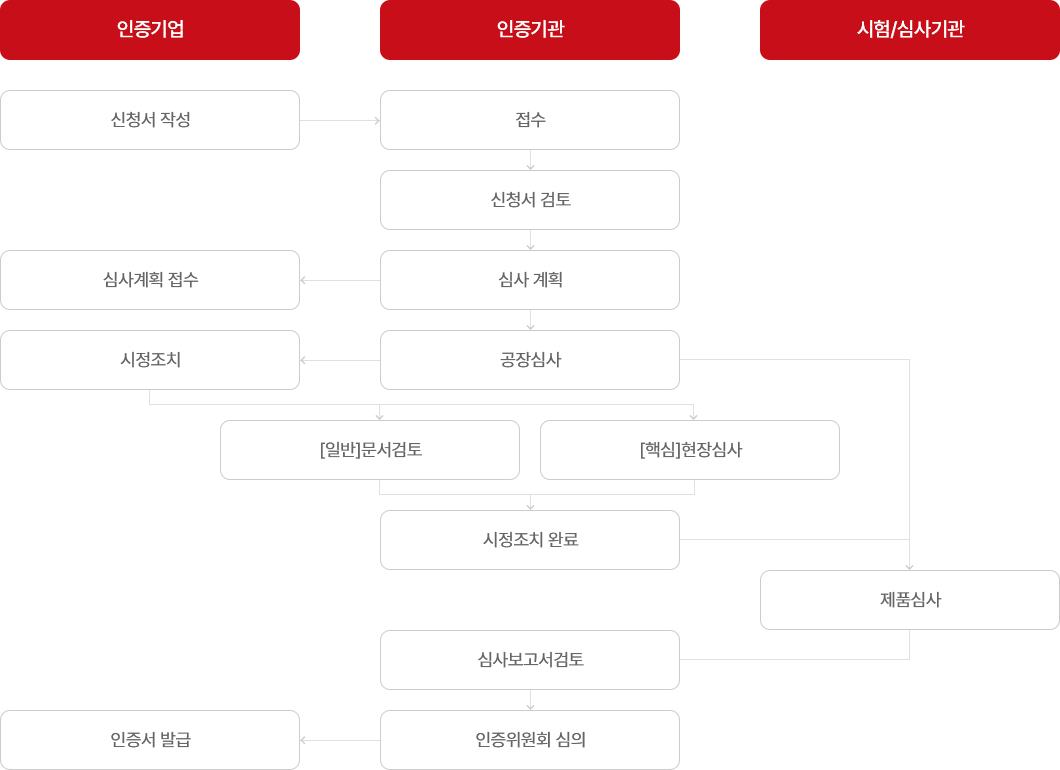 인증기업
인증기관
시험/심사기관
신청서 작성
접수
신청서 검토
심사계획 접수
심사 계획
시정조치
공장심사
[일반]문서검토
[핵심]현장심사
시정조치 완료
제품심사
심사보고서검토
인증서 발급
인증위원회 심의